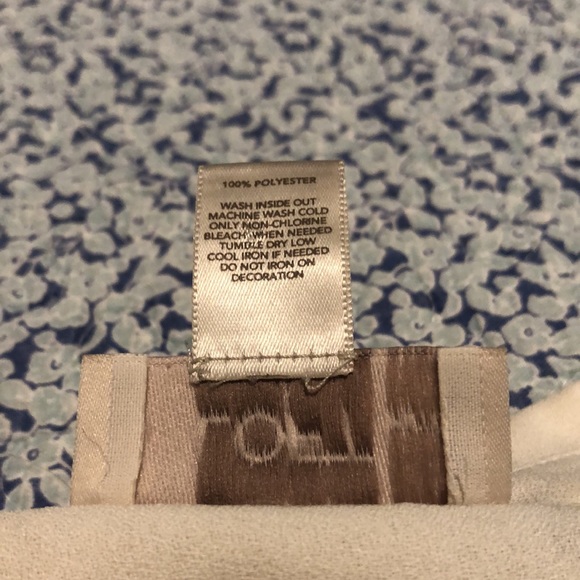 100% POLYESTER
WASH INSIDE OUT
MACHINE WASH COLD
ONLY NON-CHLORINE
BLEACH WHEN NEEDED
TUMBLE DRY LOW
COOL IRON IF NEEDED
DO NOT IRON ON
DECORATION